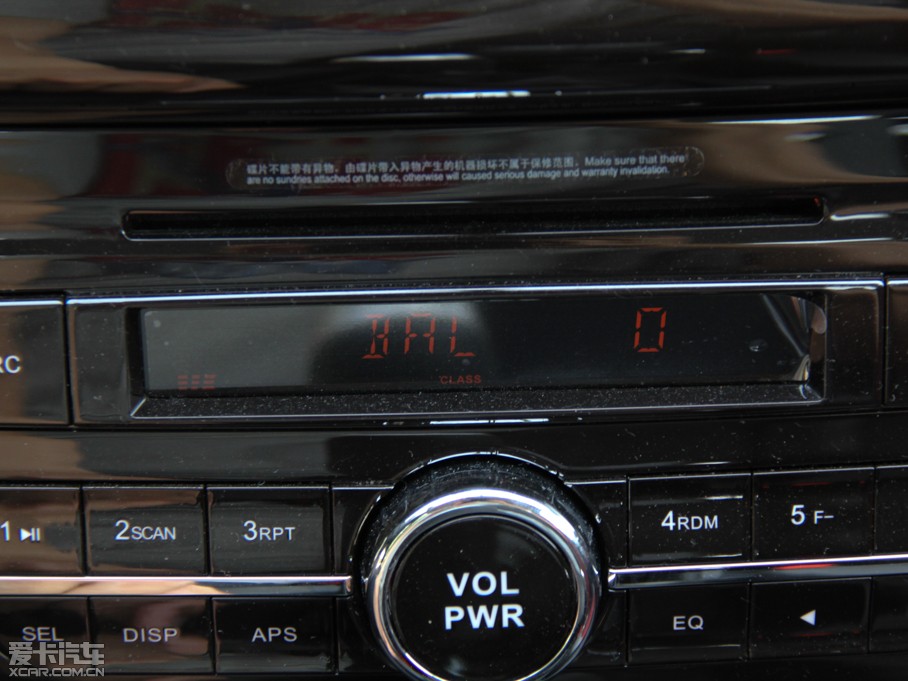 碟片不能带有异物，由碟片带入异物产生的机器损坏不属于保修范围。Make sure that there
are no sundries attached on the disc, otherwise will caused serious damage and warranty invalidation.
BAL 0
CLASS
RC
1 2SCAN 3RPT 4RDM 5 F–
VOL
PWR
SEL DISP APS EQ
爱卡汽车
XCAR.COM.CN